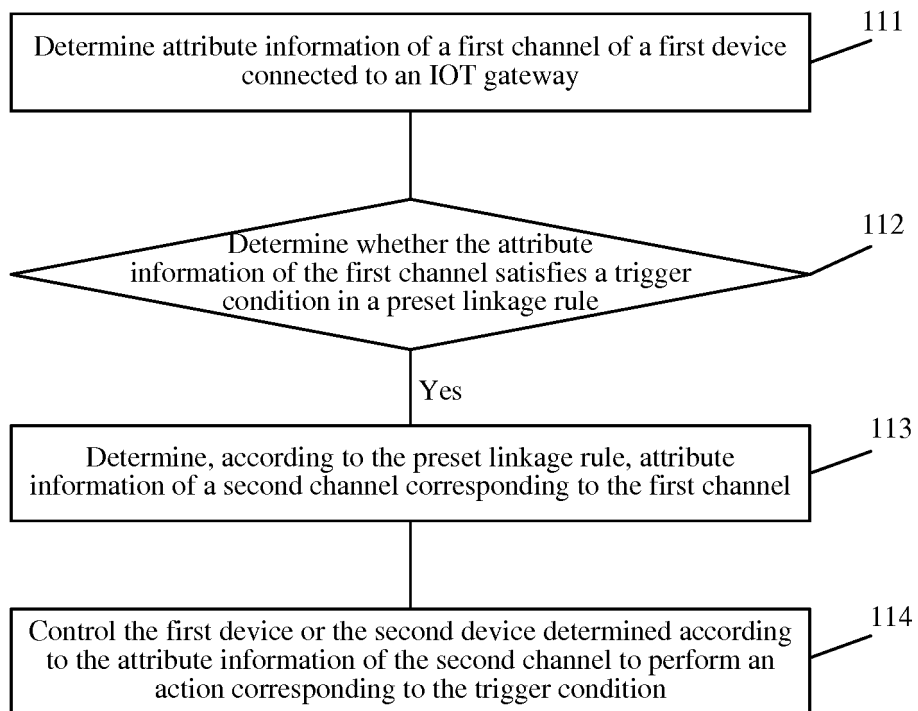 111
Determine attribute information of a first channel of a first device
connected to an IOT gateway
112
Determine whether the attribute
information of the first channel satisfies a trigger
condition in a preset linkage rule
Yes
113
Determine, according to the preset linkage rule, attribute
information of a second channel corresponding to the first channel
114
Control the first device or the second device determined according
to the attribute information of the second channel to perform an
action corresponding to the trigger condition